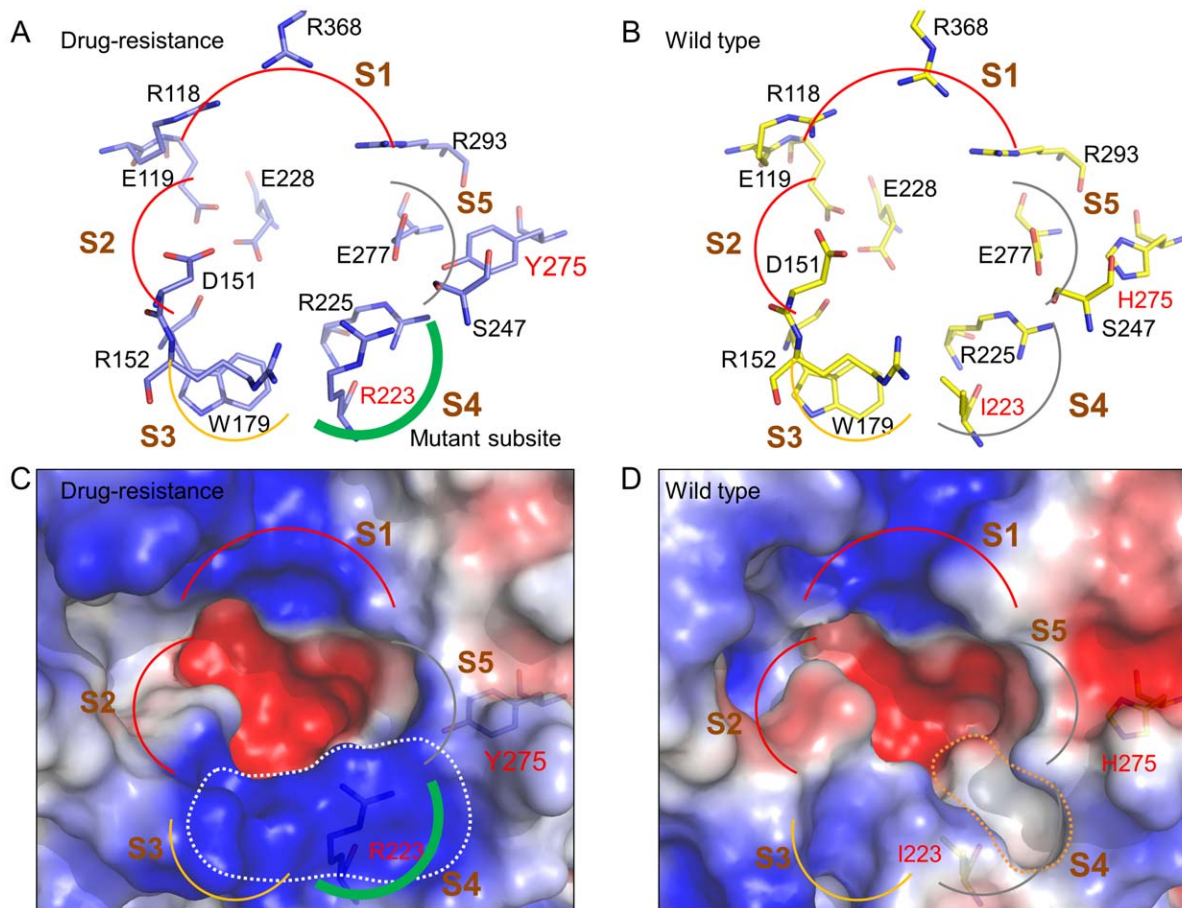 A
Drug-resistance
R368
S1
R118
R293
E119
E228
S5
S2
E277
Y275
D151
R225
S247
R152
R223
S4
W179
S3
Mutant subsite
B
Wild type
R368
S1
R118
R293
E119
E228
S5
S2
D151
E277
H275
S247
R152
R225
S4
I223
W179
S3
C
Drug-resistance
S1
S5
S2
Y275
S3
R223
S4
D
Wild type
S1
S5
S2
H275
S3
I223
S4